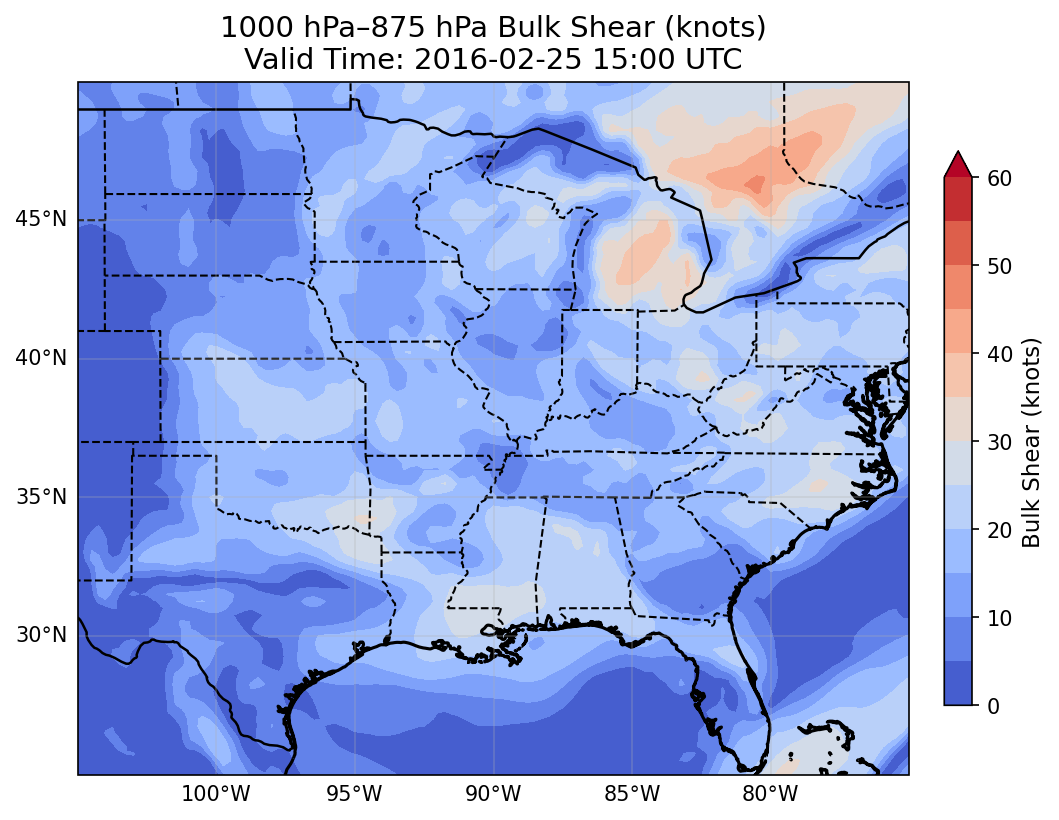 1000 hPa–875 hPa Bulk Shear (knots)
Valid Time: 2016-02-25 15:00 UTC
45°N
40°N
35°N
30°N
100°W
95°W
90°W
85°W
80°W
60
50
40
30
20
10
0
Bulk Shear (knots)